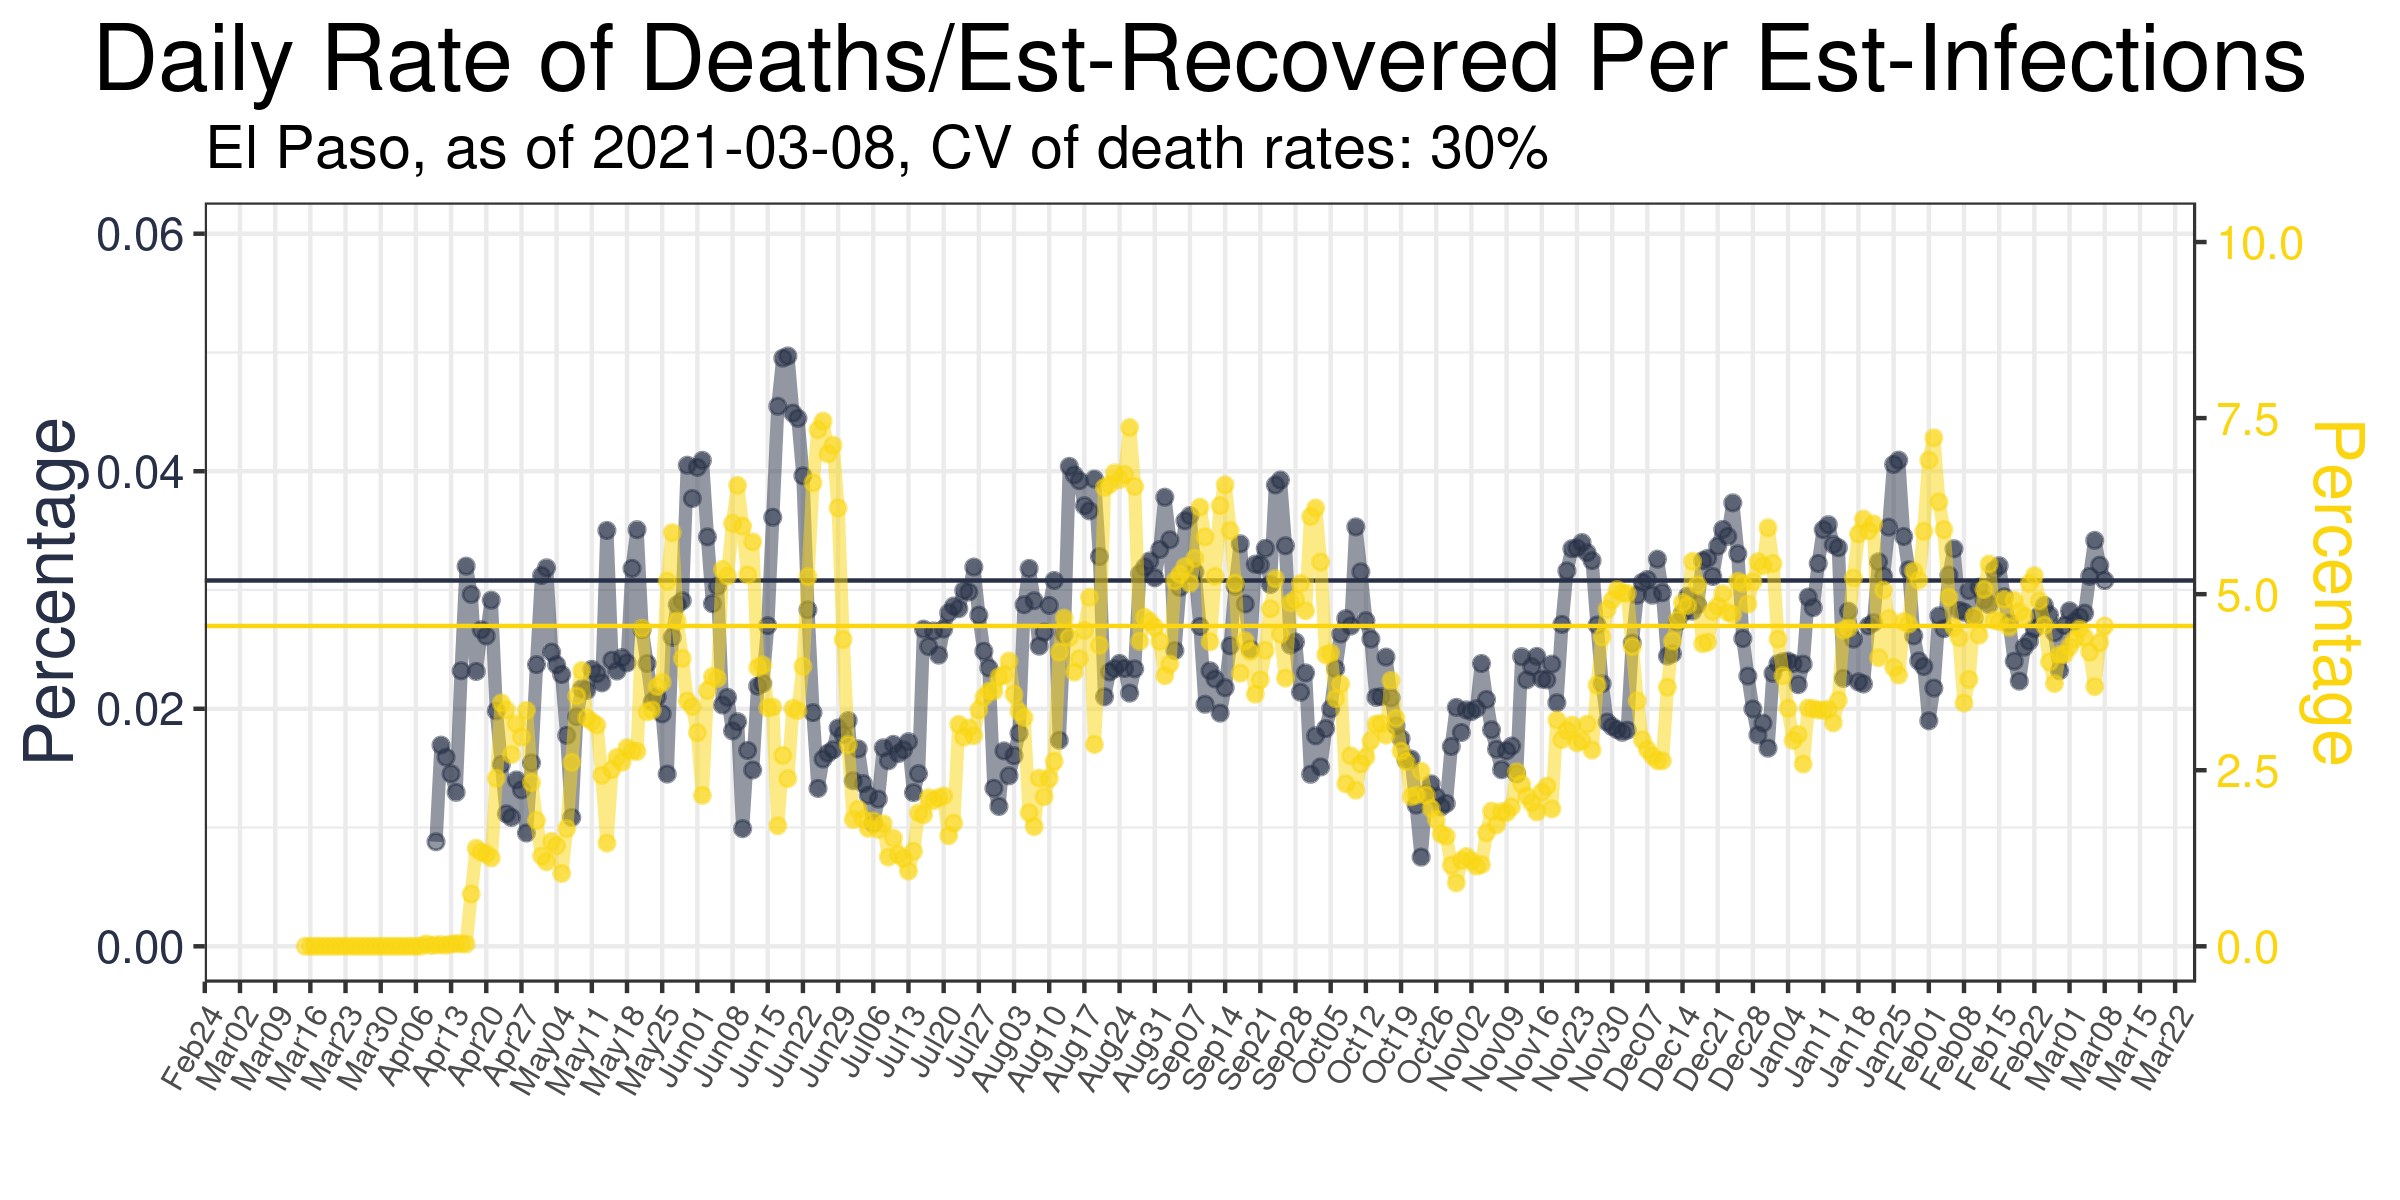 Daily Rate of Deaths/Est-Recovered Per Est-Infections
El Paso, as of 2021-03-08, CV of death rates: 30%
Percentage
0.06
0.04
0.02
0.00
10.0
7.5
5.0
2.5
0.0
Percentage
Feb24
Mar02
Mar09
Mar16
Mar23
Mar30
Apr06
Apr13
Apr20
Apr27
May04
May11
May18
May25
Jun01
Jun08
Jun15
Jun22
Jun29
Jul06
Jul13
Jul20
Jul27
Aug03
Aug10
Aug17
Aug24
Aug31
Sep07
Sep14
Sep21
Sep28
Oct05
Oct12
Oct19
Oct26
Nov02
Nov09
Nov16
Nov23
Nov30
Dec07
Dec14
Dec21
Dec28
Jan04
Jan11
Jan18
Jan25
Feb01
Feb08
Feb15
Feb22
Mar01
Mar08
Mar15
Mar22